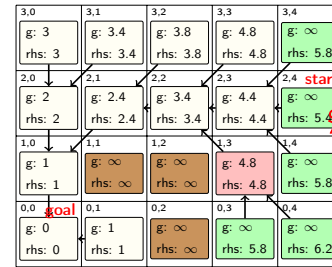 3,0 3,1 3,2 3,3 3,4
g: 3 g: 3.4 g: 3.8 g: 4.8 g: ∞
rhs: 3 rhs: 3.4 rhs: 3.8 rhs: 4.8 rhs: 5.8
2,0 2,1 2,2 2,3 2,4
g: 2 g: 2.4 g: 3.4 g: 4.4 g: ∞
rhs: 2 rhs: 2.4 rhs: 3.4 rhs: 4.4 rhs: 5.4
1,0 1,1 1,2 1,3 1,4
g: 1 g: ∞ g: ∞ g: 4.8 g: ∞
rhs: 1 rhs: ∞ rhs: ∞ rhs: 4.8 rhs: 5.8
goal
0,0 0,1 0,2 0,3 0,4
g: 0 g: 1 g: ∞ g: ∞ g: ∞
rhs: 0 rhs: 1 rhs: ∞ rhs: 5.8 rhs: 6.2